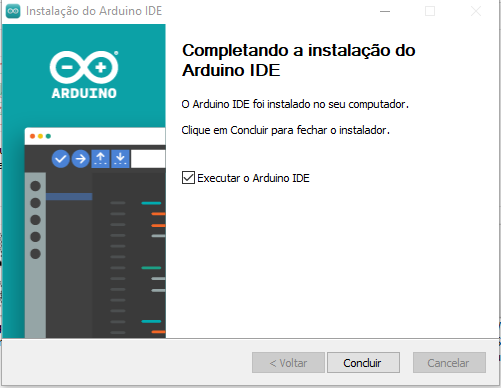 Instalação do Arduino IDE
ARDUINO
Completando a instalação do
Arduino IDE
O Arduino IDE foi instalado no seu computador.
Clique em Concluir para fechar o instalador.
Executar o Arduino IDE
< Voltar
Concluir
Cancelar